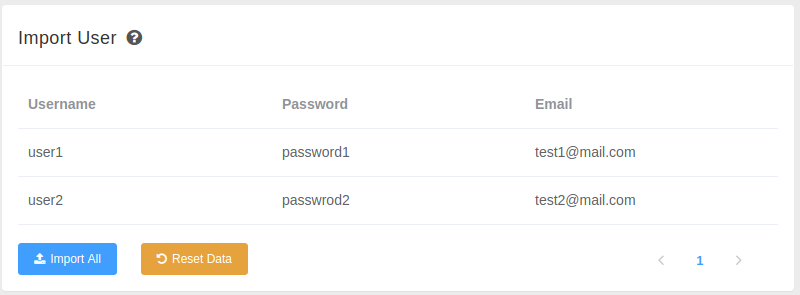 Import User
Username Password Email
user1 password1 test1@mail.com
user2 passwrod2 test2@mail.com
Import All Reset Data 1